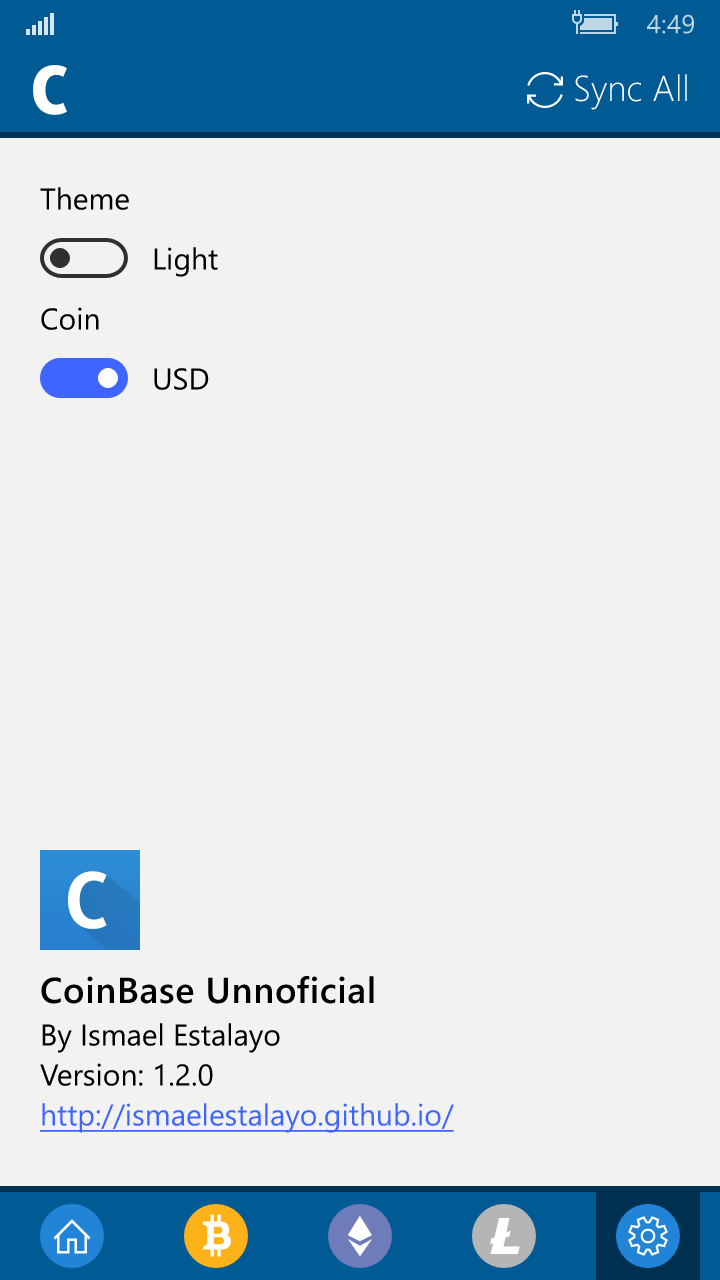 4:49
C
Sync All
Theme
Light
Coin
USD
C
CoinBase Unnoficial
By Ismael Estalayo
Version: 1.2.0
http://ismaelestalayo.github.io/